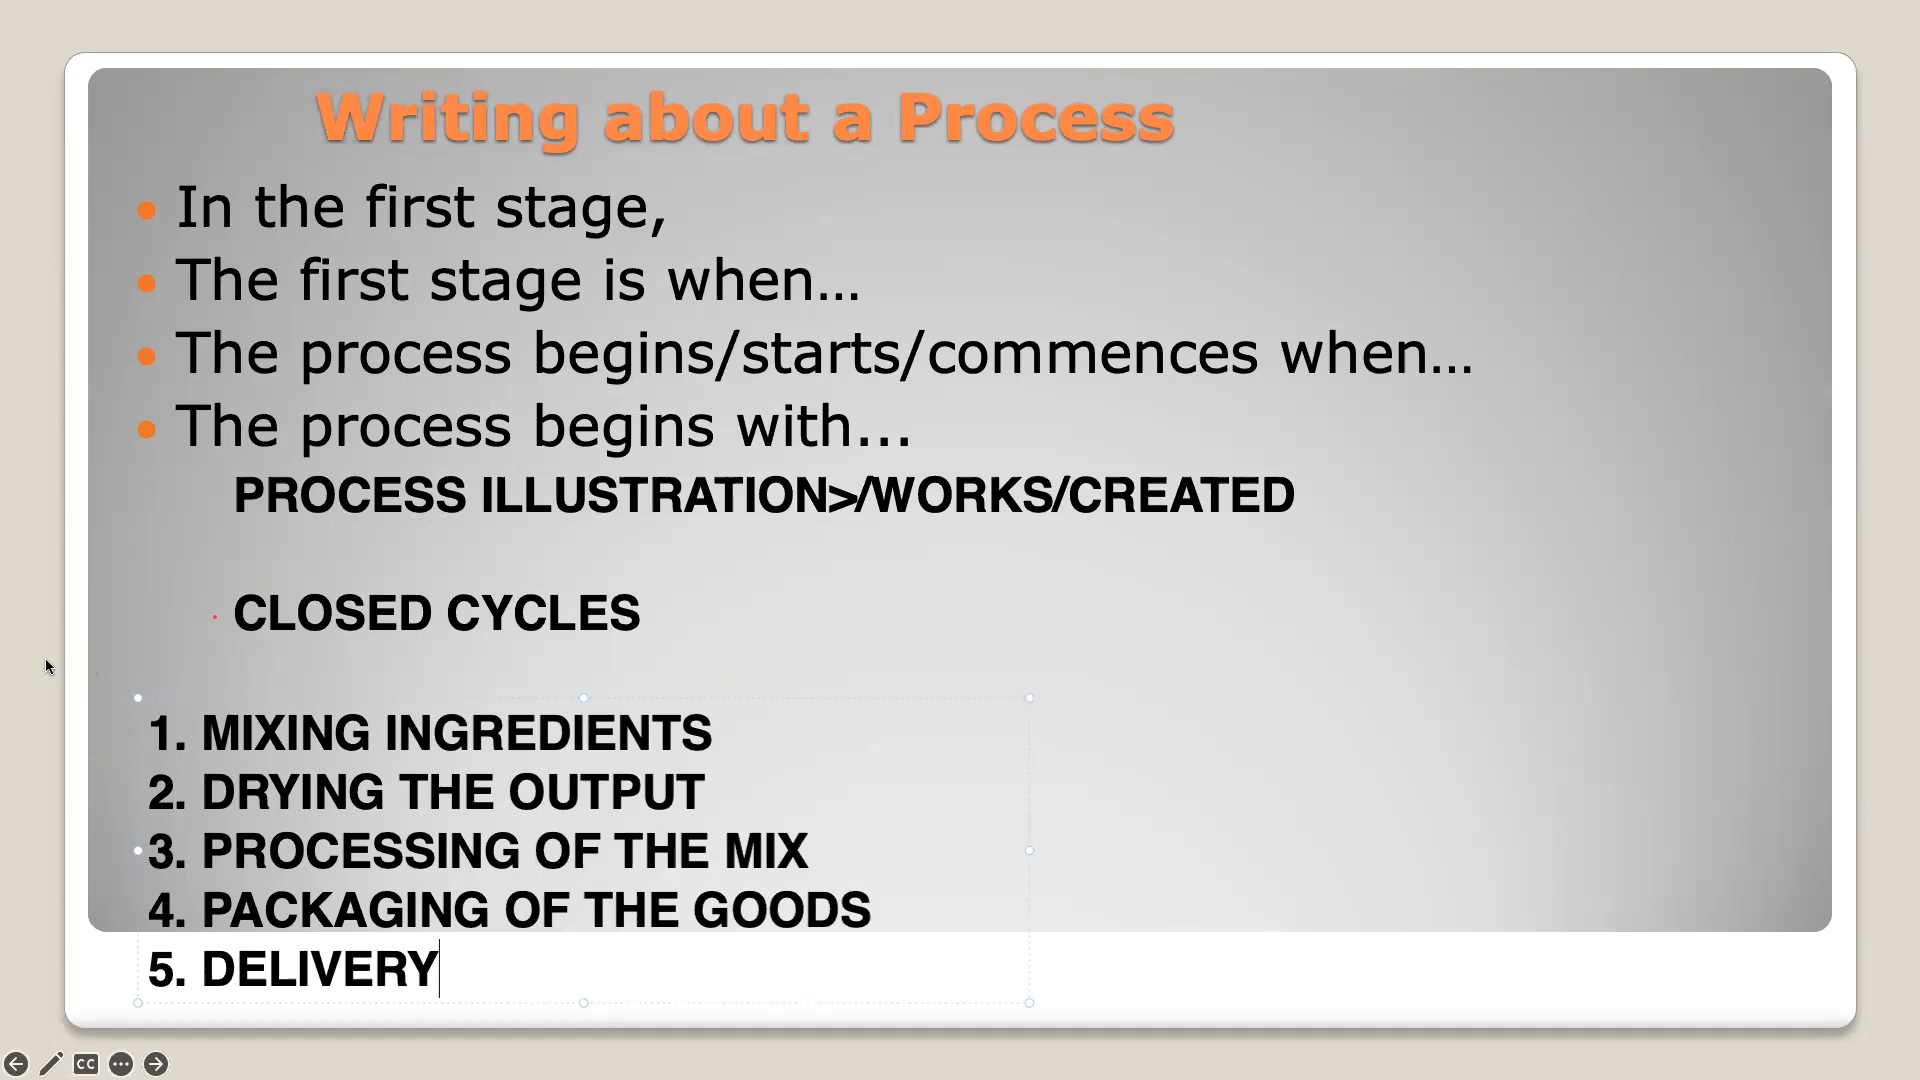 Writing about a Process
In the first stage,
The first stage is when...
The process begins/starts/commences when...
The process begins with...
PROCESS ILLUSTRATION>/WORKS/CREATED
CLOSED CYCLES
1. MIXING INGREDIENTS
2. DRYING THE OUTPUT
3. PROCESSING OF THE MIX
4. PACKAGING OF THE GOODS
5. DELIVERY
CC